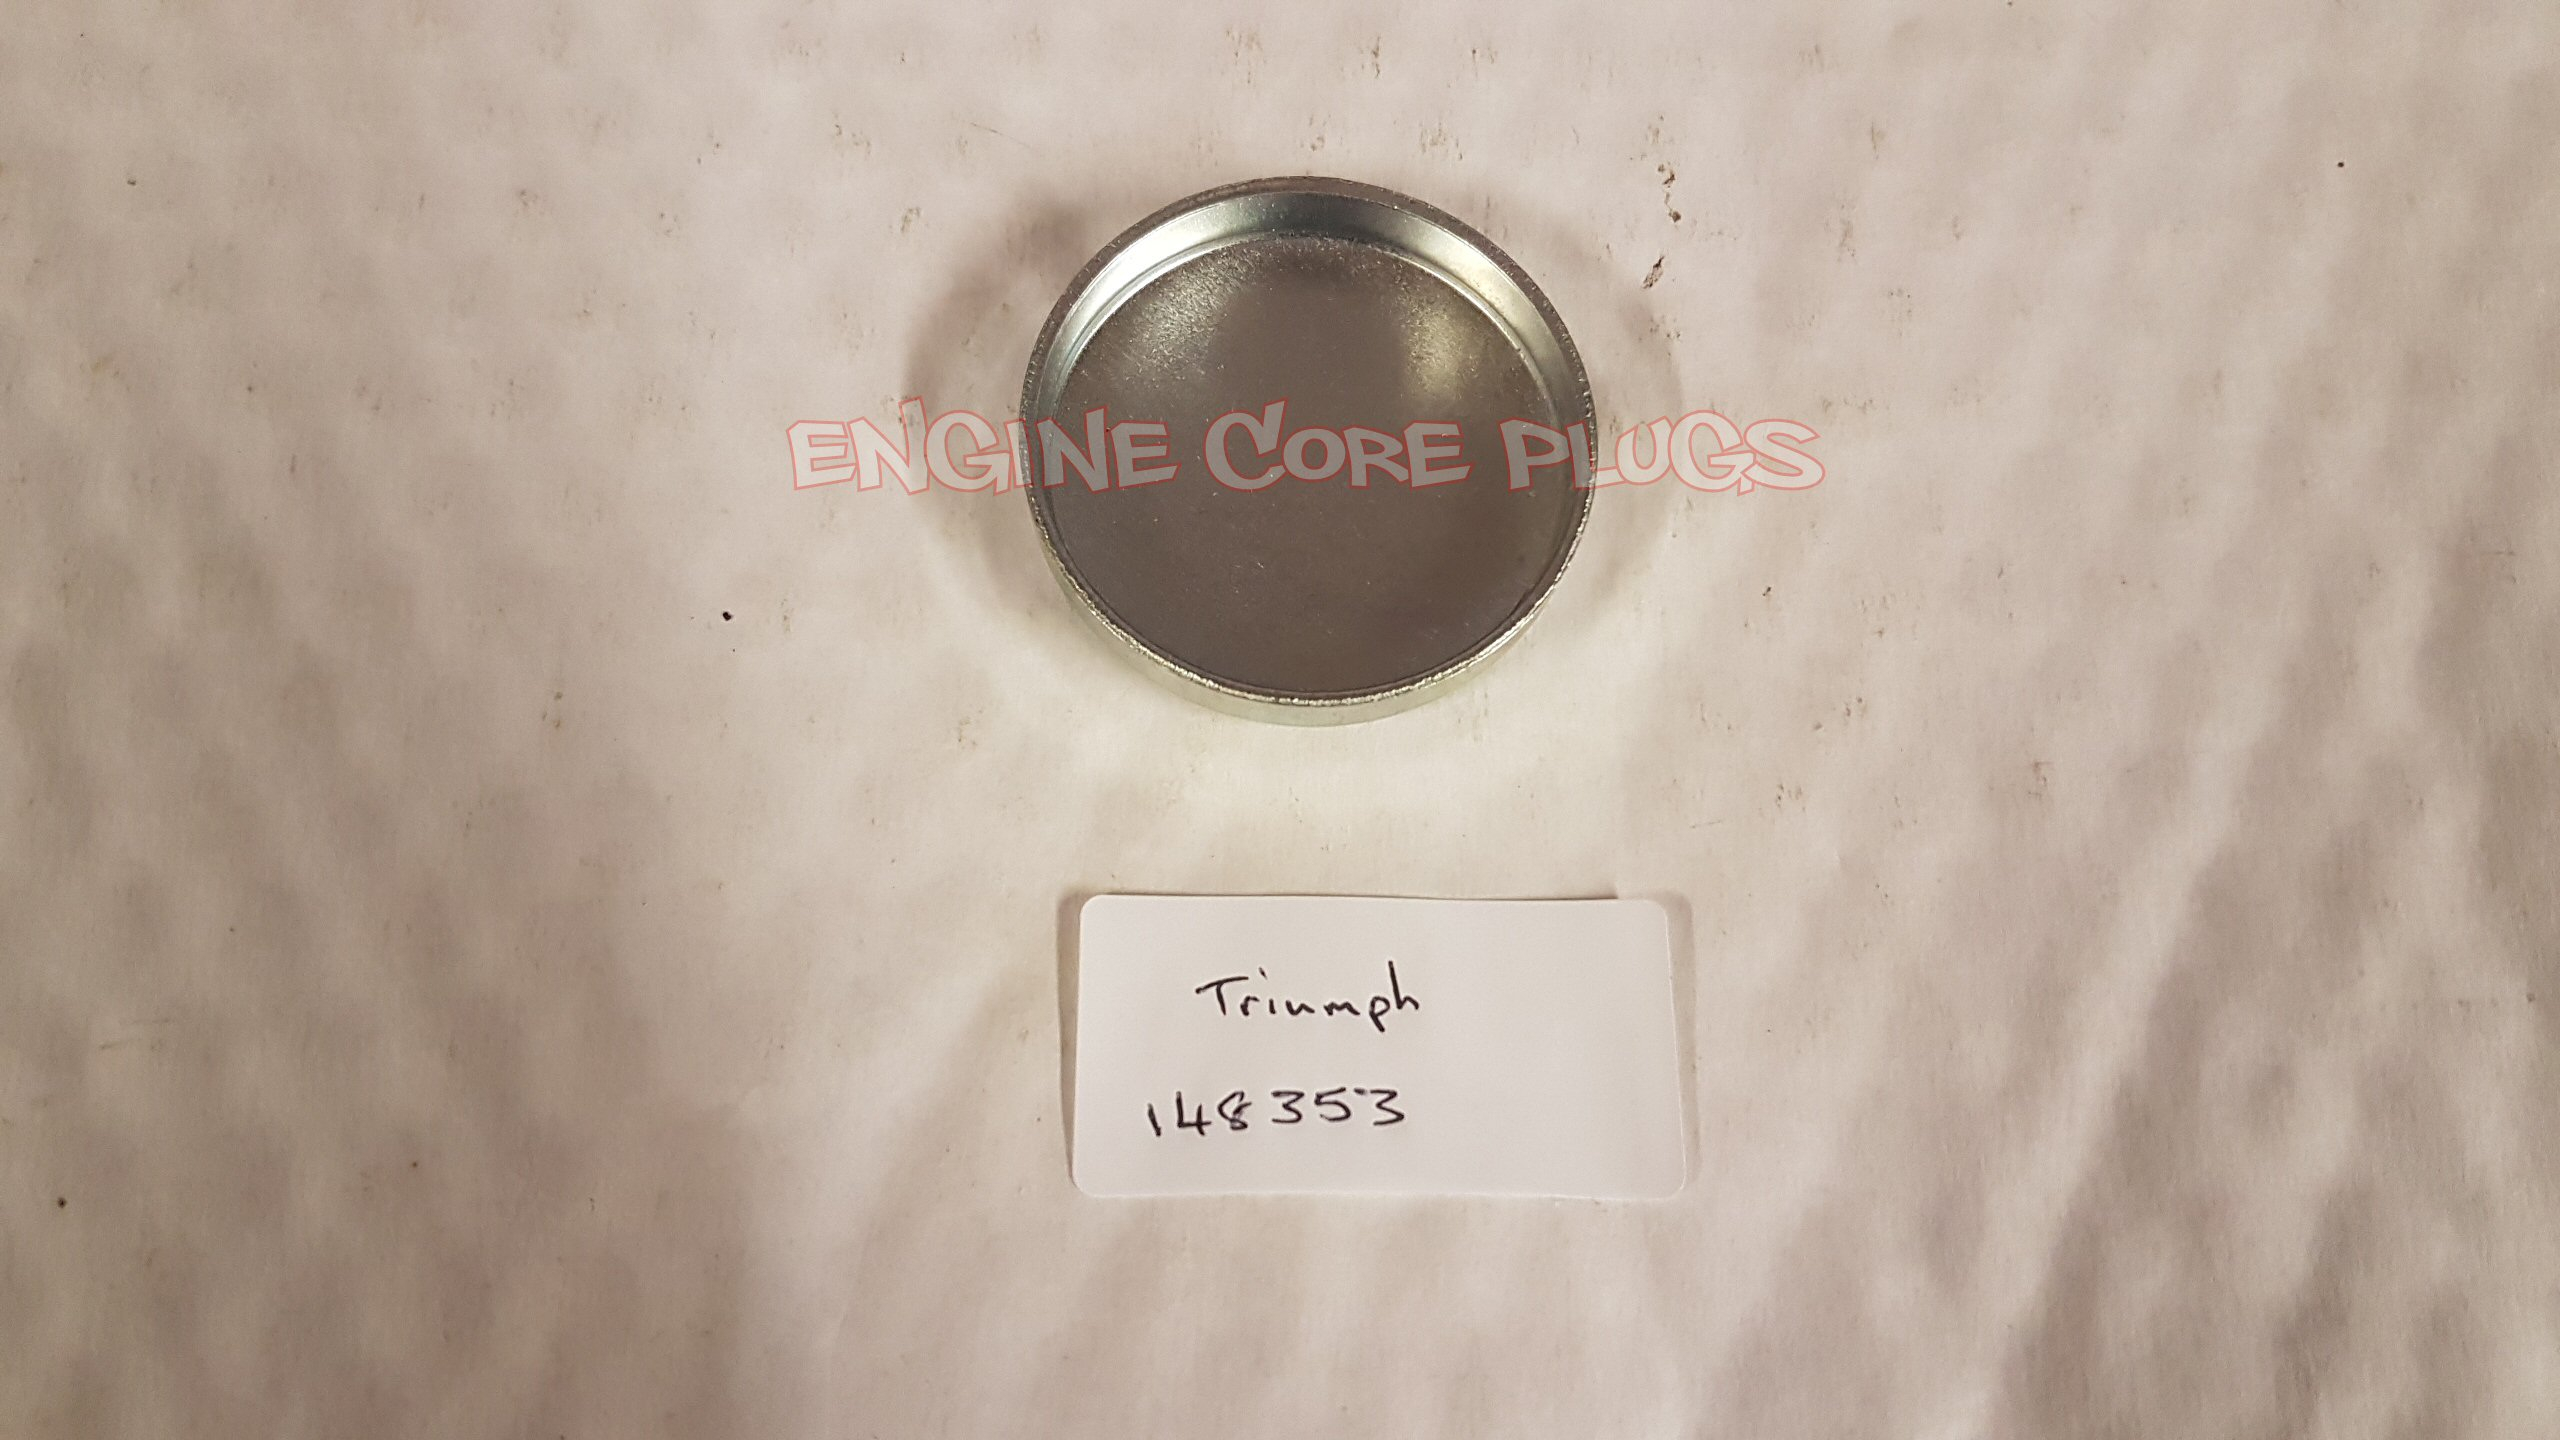 ENGINE CORE PLUGS
Triumph
148353